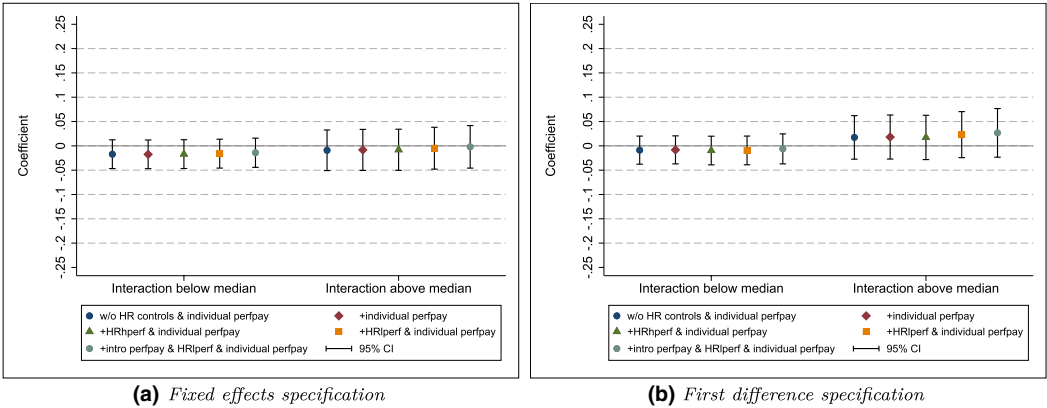 .25
.2
.15
.1
.05
0
-.05
-.1
-.15
-.2
-.25
Coefficient
Interaction below median
Interaction above median
w/o HR controls & individual perfpay
+individual perfpay
+HRhperf & individual perfpay
+HRlperf & individual perfpay
+intro perfpay & HRlperf & individual perfpay
95% CI
(a) Fixed effects specification
.25
.2
.15
.1
.05
0
-.05
-.1
-.15
-.2
-.25
Coefficient
Interaction below median
Interaction above median
w/o HR controls & individual perfpay
+individual perfpay
+HRhperf & individual perfpay
+HRlperf & individual perfpay
+intro perfpay & HRlperf & individual perfpay
95% CI
(b) First difference specification